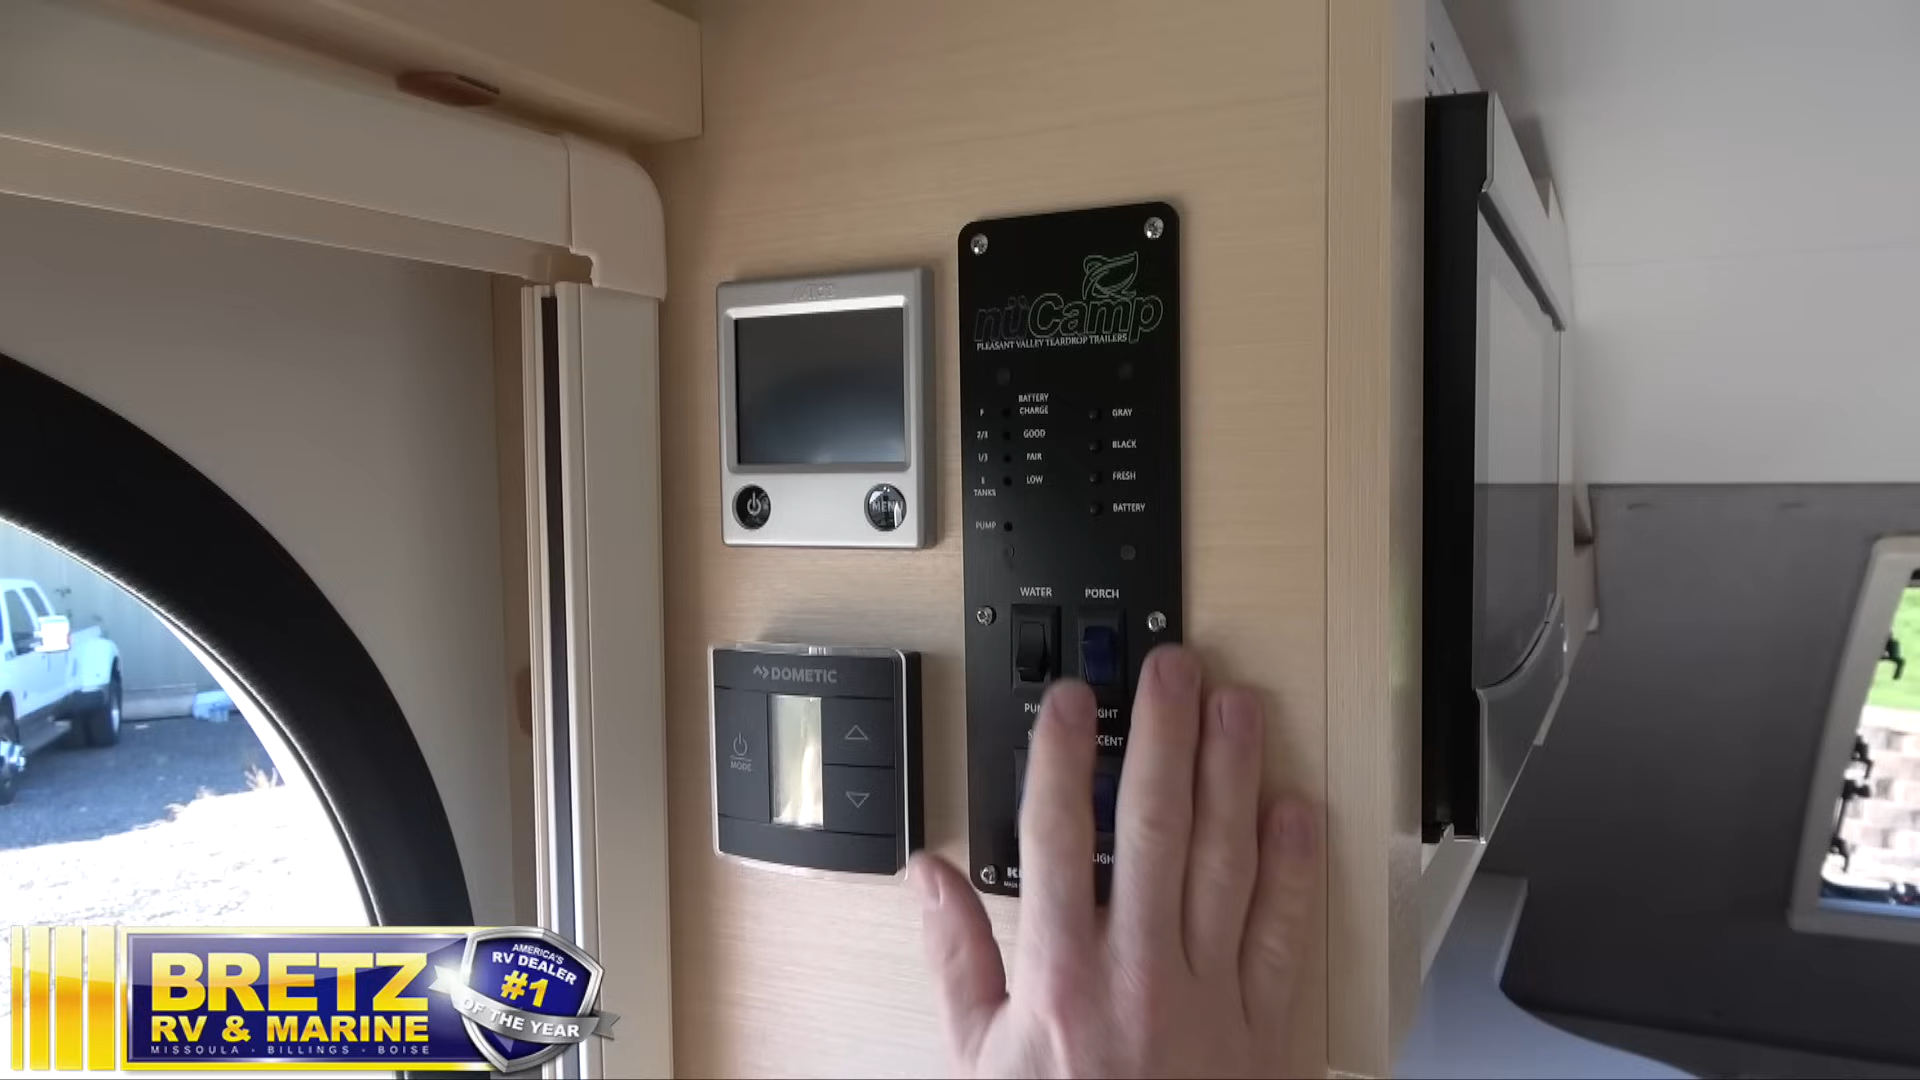 nüCamp
PLEASANT VALLEY TEARDROP TRAILERS
BATTERY
F CHARGE GRAY
2/3 GOOD BLACK
1/3 FAIR FRESH
E LOW
TANKS
BATTERY
PUMP
MENU
WATER PORCH
DOMETIC
MODE
AMERICA'S
RV DEALER
#1
OF THE YEAR
BRETZ
RV & MARINE
MISSOULA - BILLINGS - BOISE